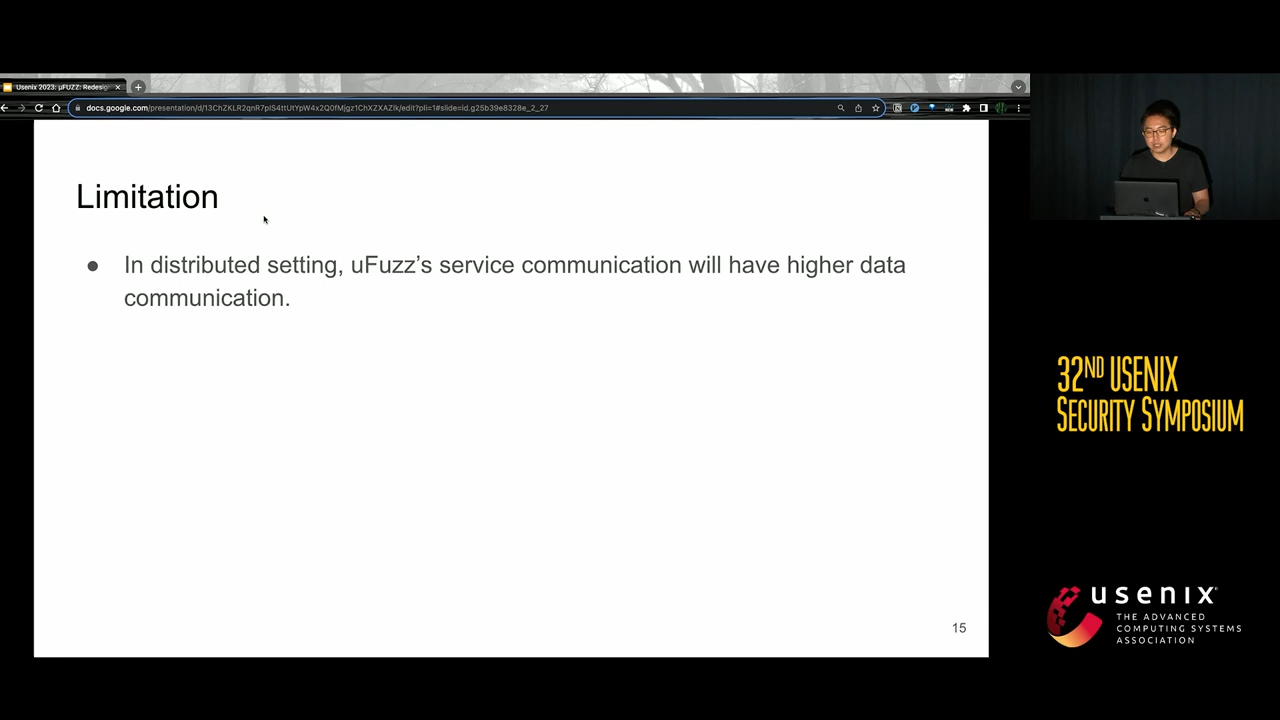 Usenix 2023: µFUZZ: Redesig
docs.google.com/presentation/d/13ChZKLR2qnR7pIS4ttUtYpW4x2Q0fMjgz1ChXZXAZIk/edit?pli=1#slide=id.g25b39e8328e_2_27
Limitation
● In distributed setting, uFuzz's service communication will have higher data
communication.
15
32ND USENIX
SECURITY SYMPOSIUM
usenix
THE ADVANCED
COMPUTING SYSTEMS
ASSOCIATION